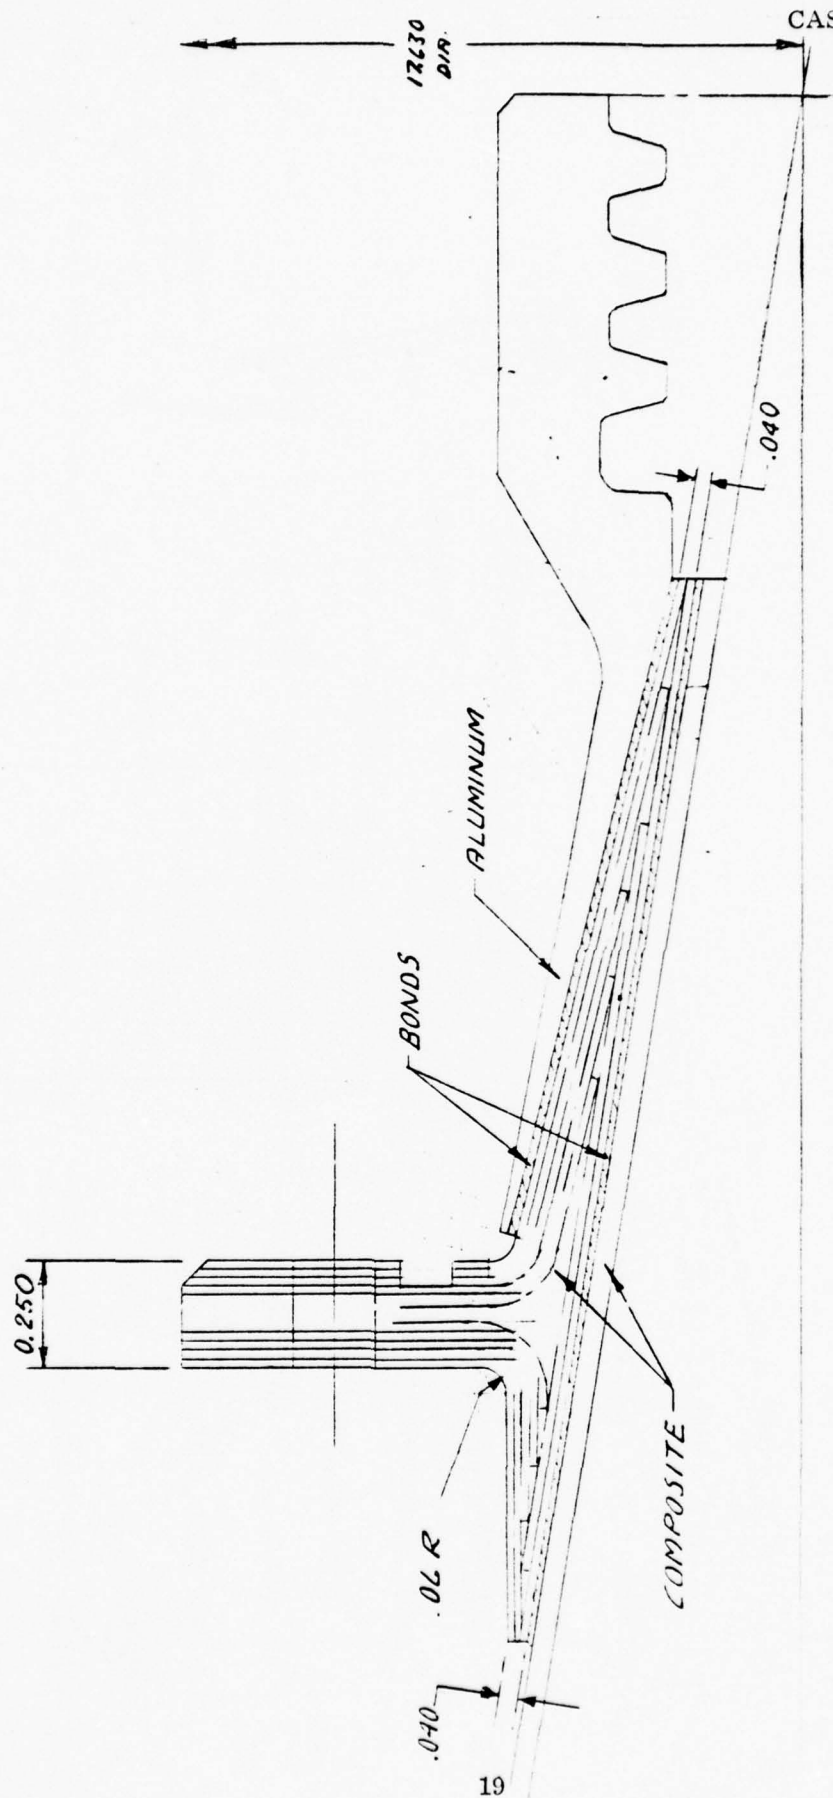 CAS
12.630
DIA.
.040
ALUMINUM
BONDS
0.250
.06 R
COMPOSITE
.040
19